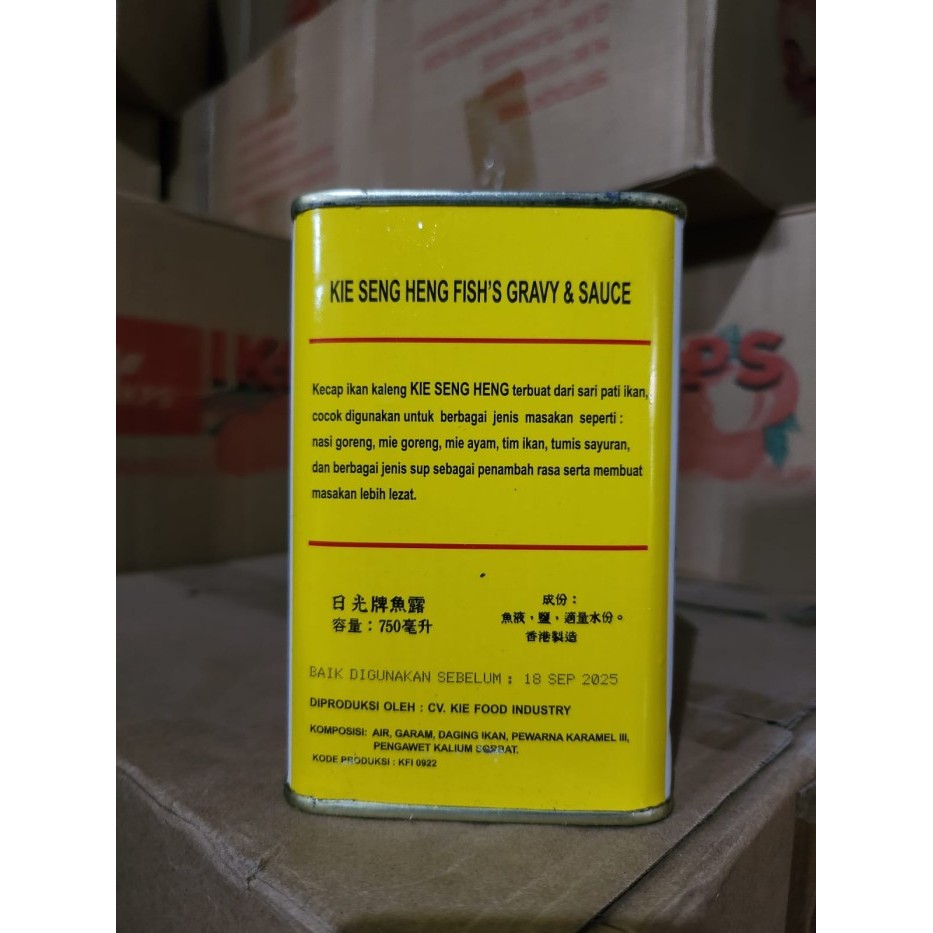 KIE SENG HENG FISH'S GRAVY & SAUCE
Kecap ikan kaleng KIE SENG HENG terbuat dari sari pati ikan,
cocok digunakan untuk berbagai jenis masakan seperti :
nasi goreng, mie goreng, mie ayam, tim ikan, tumis sayuran,
dan berbagai jenis sup sebagai penambah rasa serta membuat
masakan lebih lezat.
日光牌魚露
容量：750毫升
成份：
魚液，鹽，適量水份。
香港製造
BAIK DIGUNAKAN SEBELUM : 18 SEP 2025
DIPRODUKSI OLEH : CV. KIE FOOD INDUSTRY
KOMPOSISI: AIR, GARAM, DAGING IKAN, PEWARNA KARAMEL III,
PENGAWET KALIUM SORBAT.
KODE PRODUKSI : KFI 0922